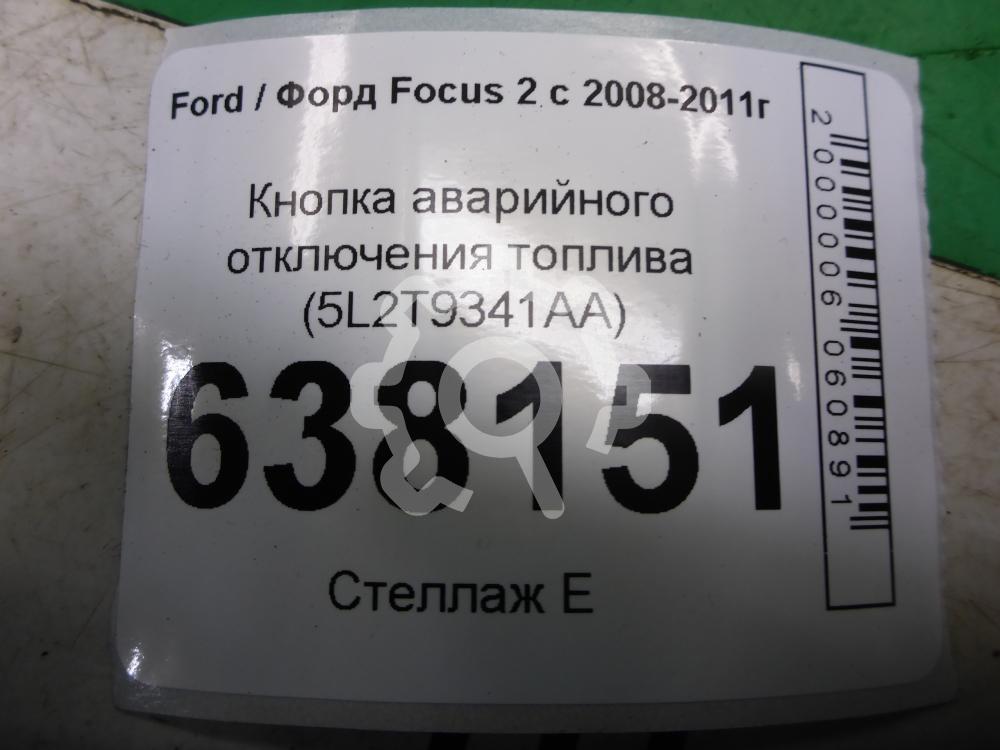 Ford / Форд Focus 2 с 2008-2011г
Кнопка аварийного
отключения топлива
(5L2T9341AA)
638151
Стеллаж Е
2000006060891